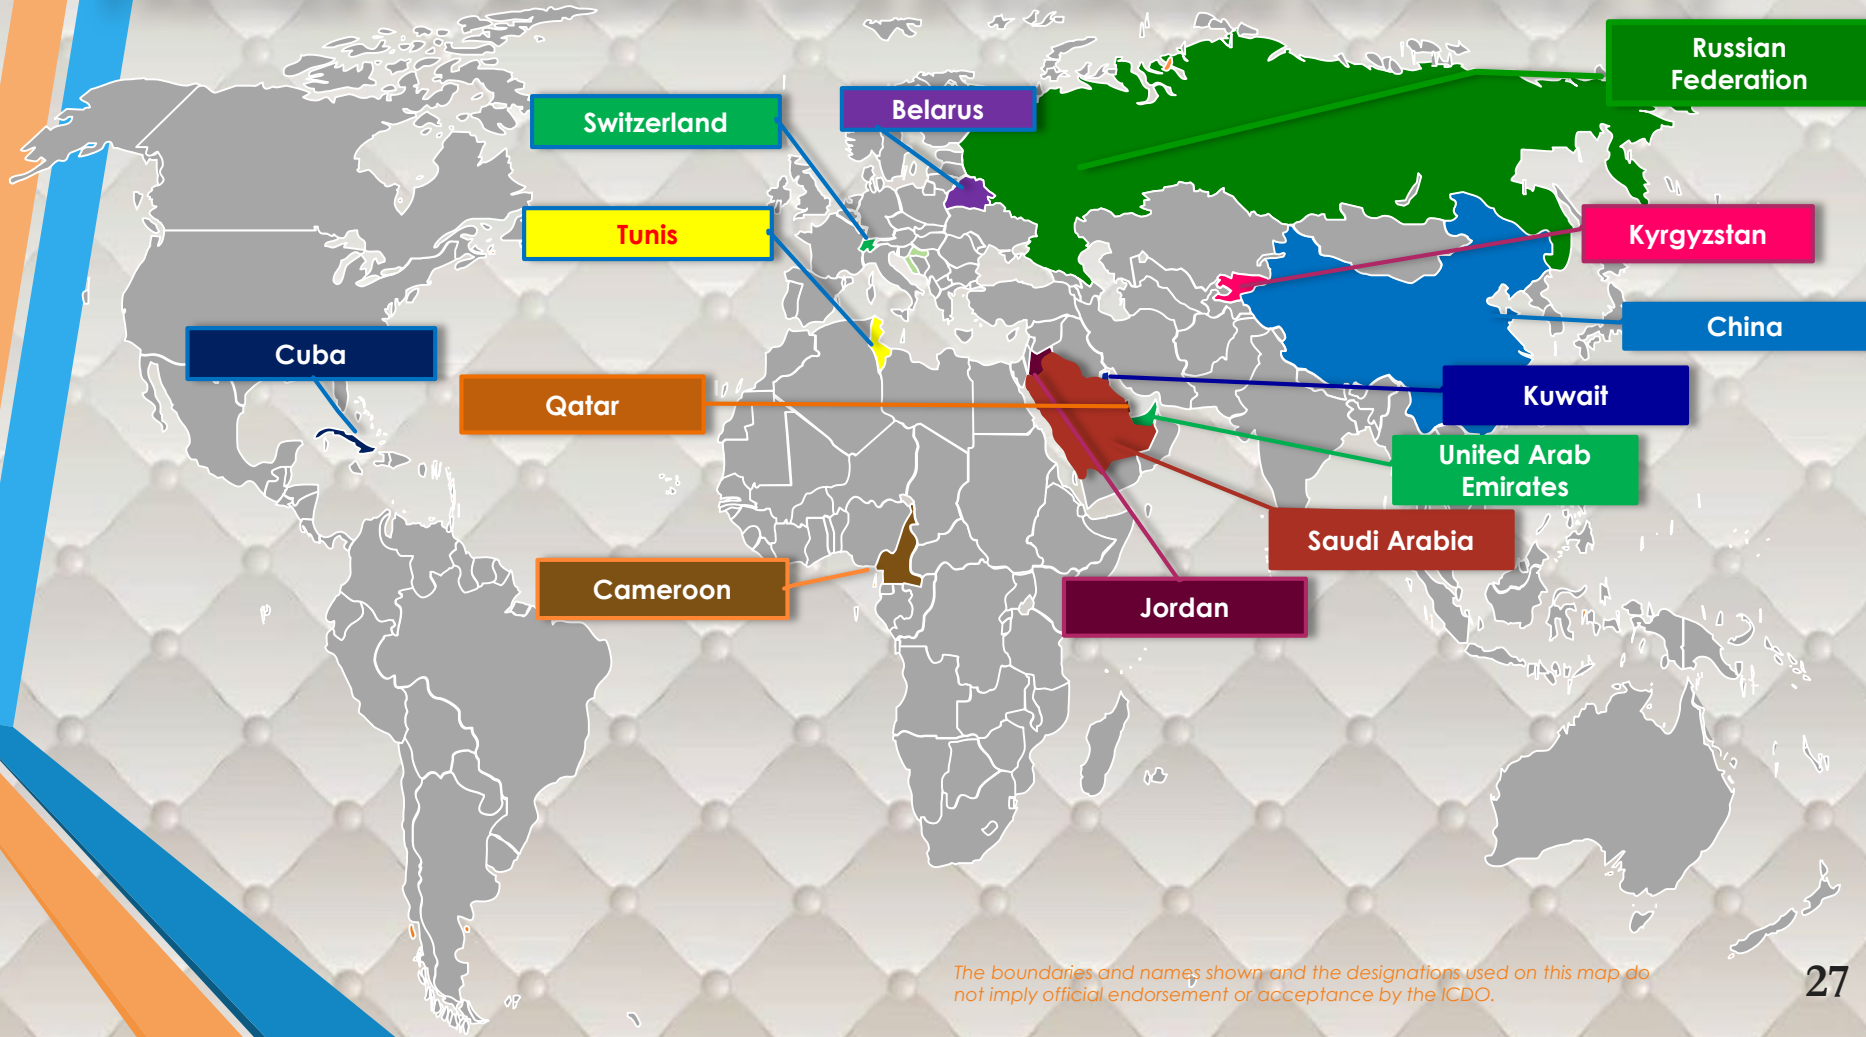 Russian
Federation
Belarus
Switzerland
Tunis
Kyrgyzstan
China
Cuba
Qatar
Kuwait
United Arab
Emirates
Saudi Arabia
Cameroon
Jordan
The boundaries and names shown and the designations used on this map do
not imply official endorsement or acceptance by the ICDO.
27